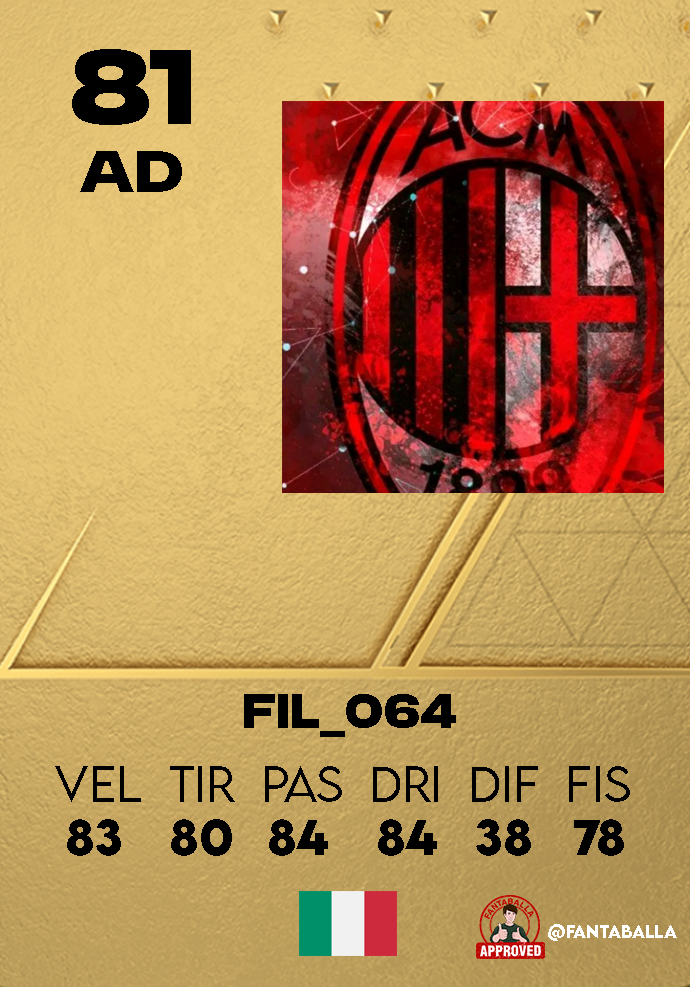 81
AD
ACM
1899
FIL_064
VEL TIR PAS DRI DIF FIS
83 80 84 84 38 78
FANTABALLA
APPROVED
@FANTABALLA